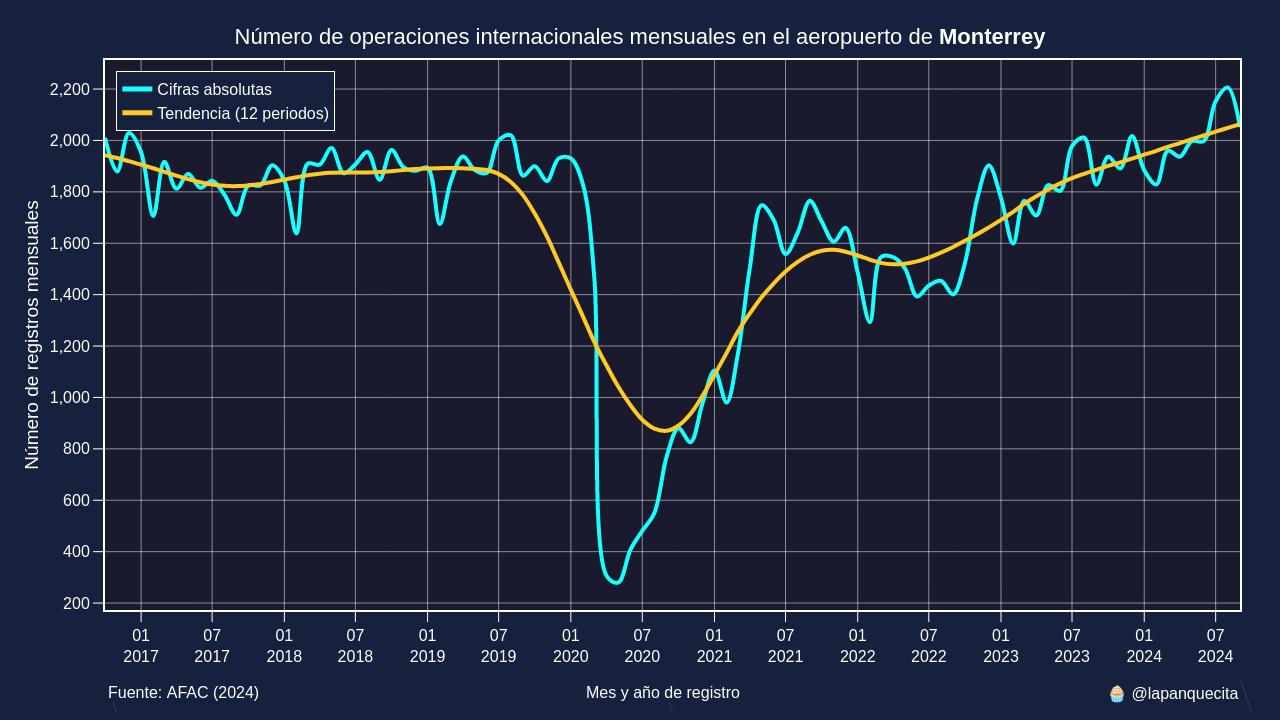 Número de operaciones internacionales mensuales en el aeropuerto de Monterrey
Cifras absolutas
Tendencia (12 periodos)
Número de registros mensuales
2,200
2,000
1,800
1,600
1,400
1,200
1,000
800
600
400
200
01 07 01 07 01 07 01 07 01 07 01 07 01 07 01 07
2017 2017 2018 2018 2019 2019 2020 2020 2021 2021 2022 2022 2023 2023 2024 2024
Fuente: AFAC (2024) Mes y año de registro 🧁 @lapanquecita